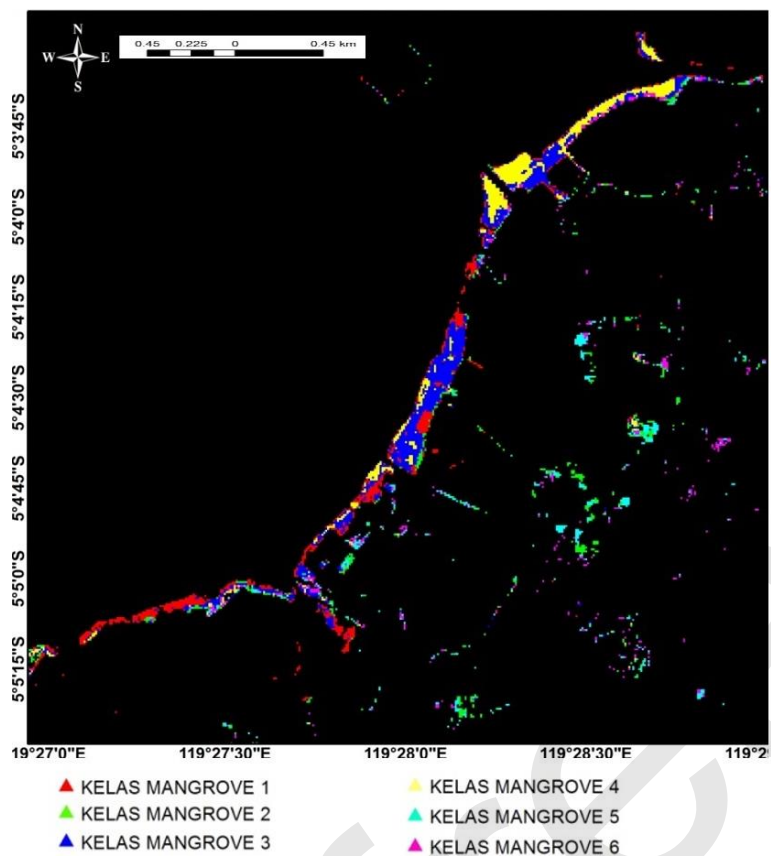 N
W E
S
0.45 0.225 0 0.45 km
5°3'45"S
5°4'0"S
5°4'15"S
5°4'30"S
5°4'45"S
5°5'0"S
5°5'15"S
119°27'0"E 119°27'30"E 119°28'0"E 119°28'30"E 119°2
KELAS MANGROVE 1
KELAS MANGROVE 2
KELAS MANGROVE 3
KELAS MANGROVE 4
KELAS MANGROVE 5
KELAS MANGROVE 6